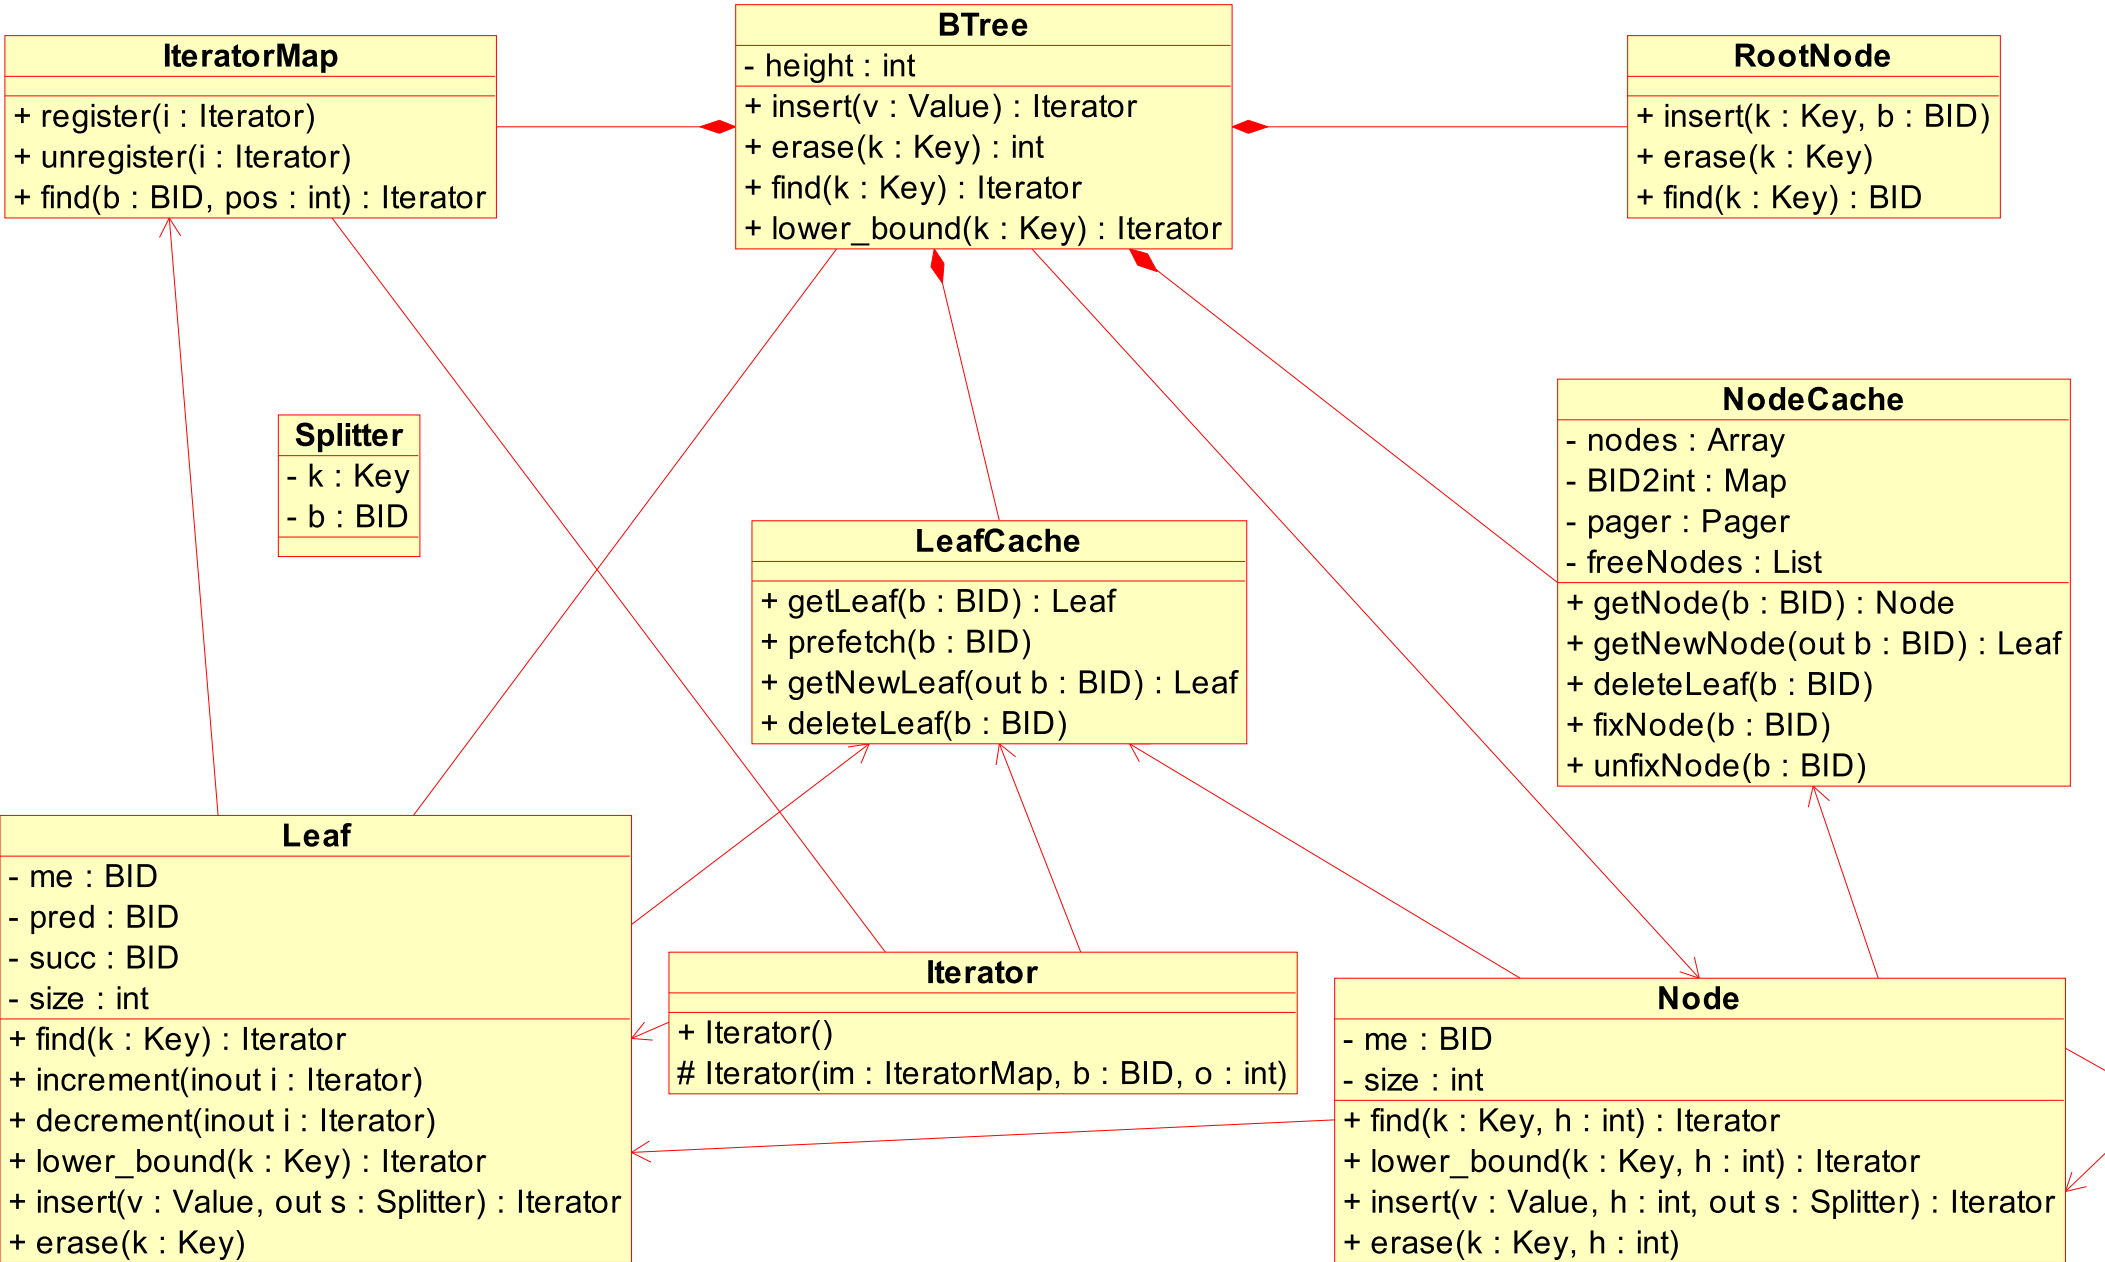 IteratorMap
+ register(i : Iterator)
+ unregister(i : Iterator)
+ find(b : BID, pos : int) : Iterator
BTree
- height : int
+ insert(v : Value) : Iterator
+ erase(k : Key) : int
+ find(k : Key) : Iterator
+ lower_bound(k : Key) : Iterator
RootNode
+ insert(k : Key, b : BID)
+ erase(k : Key)
+ find(k : Key) : BID
Splitter
- k : Key
- b : BID
LeafCache
+ getLeaf(b : BID) : Leaf
+ prefetch(b : BID)
+ getNewLeaf(out b : BID) : Leaf
+ deleteLeaf(b : BID)
NodeCache
- nodes : Array
- BID2int : Map
- pager : Pager
- freeNodes : List
+ getNode(b : BID) : Node
+ getNewNode(out b : BID) : Leaf
+ deleteLeaf(b : BID)
+ fixNode(b : BID)
+ unfixNode(b : BID)
Leaf
- me : BID
- pred : BID
- succ : BID
- size : int
+ find(k : Key) : Iterator
+ increment(inout i : Iterator)
+ decrement(inout i : Iterator)
+ lower_bound(k : Key) : Iterator
+ insert(v : Value, out s : Splitter) : Iterator
+ erase(k : Key)
Iterator
+ Iterator()
# Iterator(im : IteratorMap, b : BID, o : int)
Node
- me : BID
- size : int
+ find(k : Key, h : int) : Iterator
+ lower_bound(k : Key, h : int) : Iterator
+ insert(v : Value, h : int, out s : Splitter) : Iterator
+ erase(k : Key, h : int)